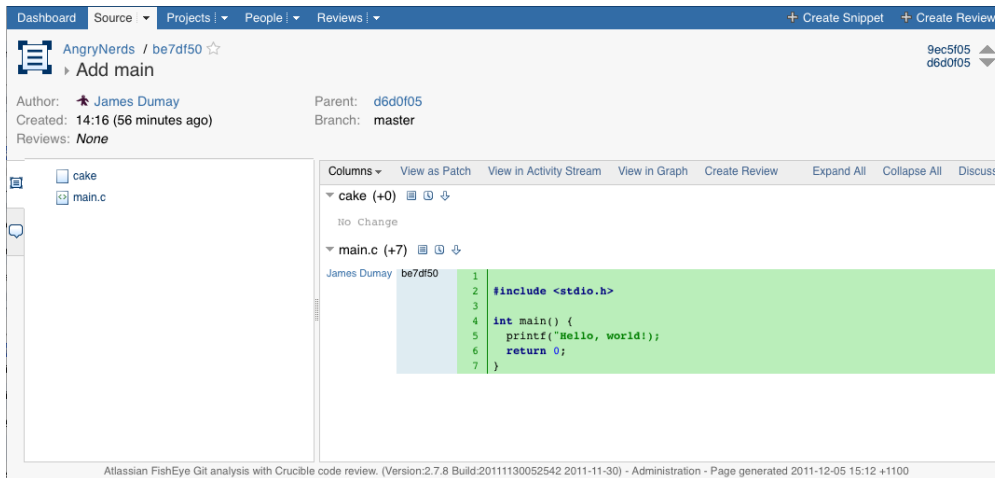 Dashboard Source Projects People Reviews + Create Snippet + Create Review
AngryNerds / be7df50 9ec5f05
Add main d6d0f05
Author: James Dumay Parent: d6d0f05
Created: 14:16 (56 minutes ago) Branch: master
Reviews: None
cake
main.c
Columns View as Patch View in Activity Stream View in Graph Create Review Expand All Collapse All Discuss
cake (+0)
No Change
main.c (+7)
James Dumay be7df50 1
2 #include <stdio.h>
3
4 int main() {
5 printf("Hello, world!);
6 return 0;
7 }
Atlassian FishEye Git analysis with Crucible code review. (Version:2.7.8 Build:20111130052542 2011-11-30) - Administration - Page generated 2011-12-05 15:12 +1100